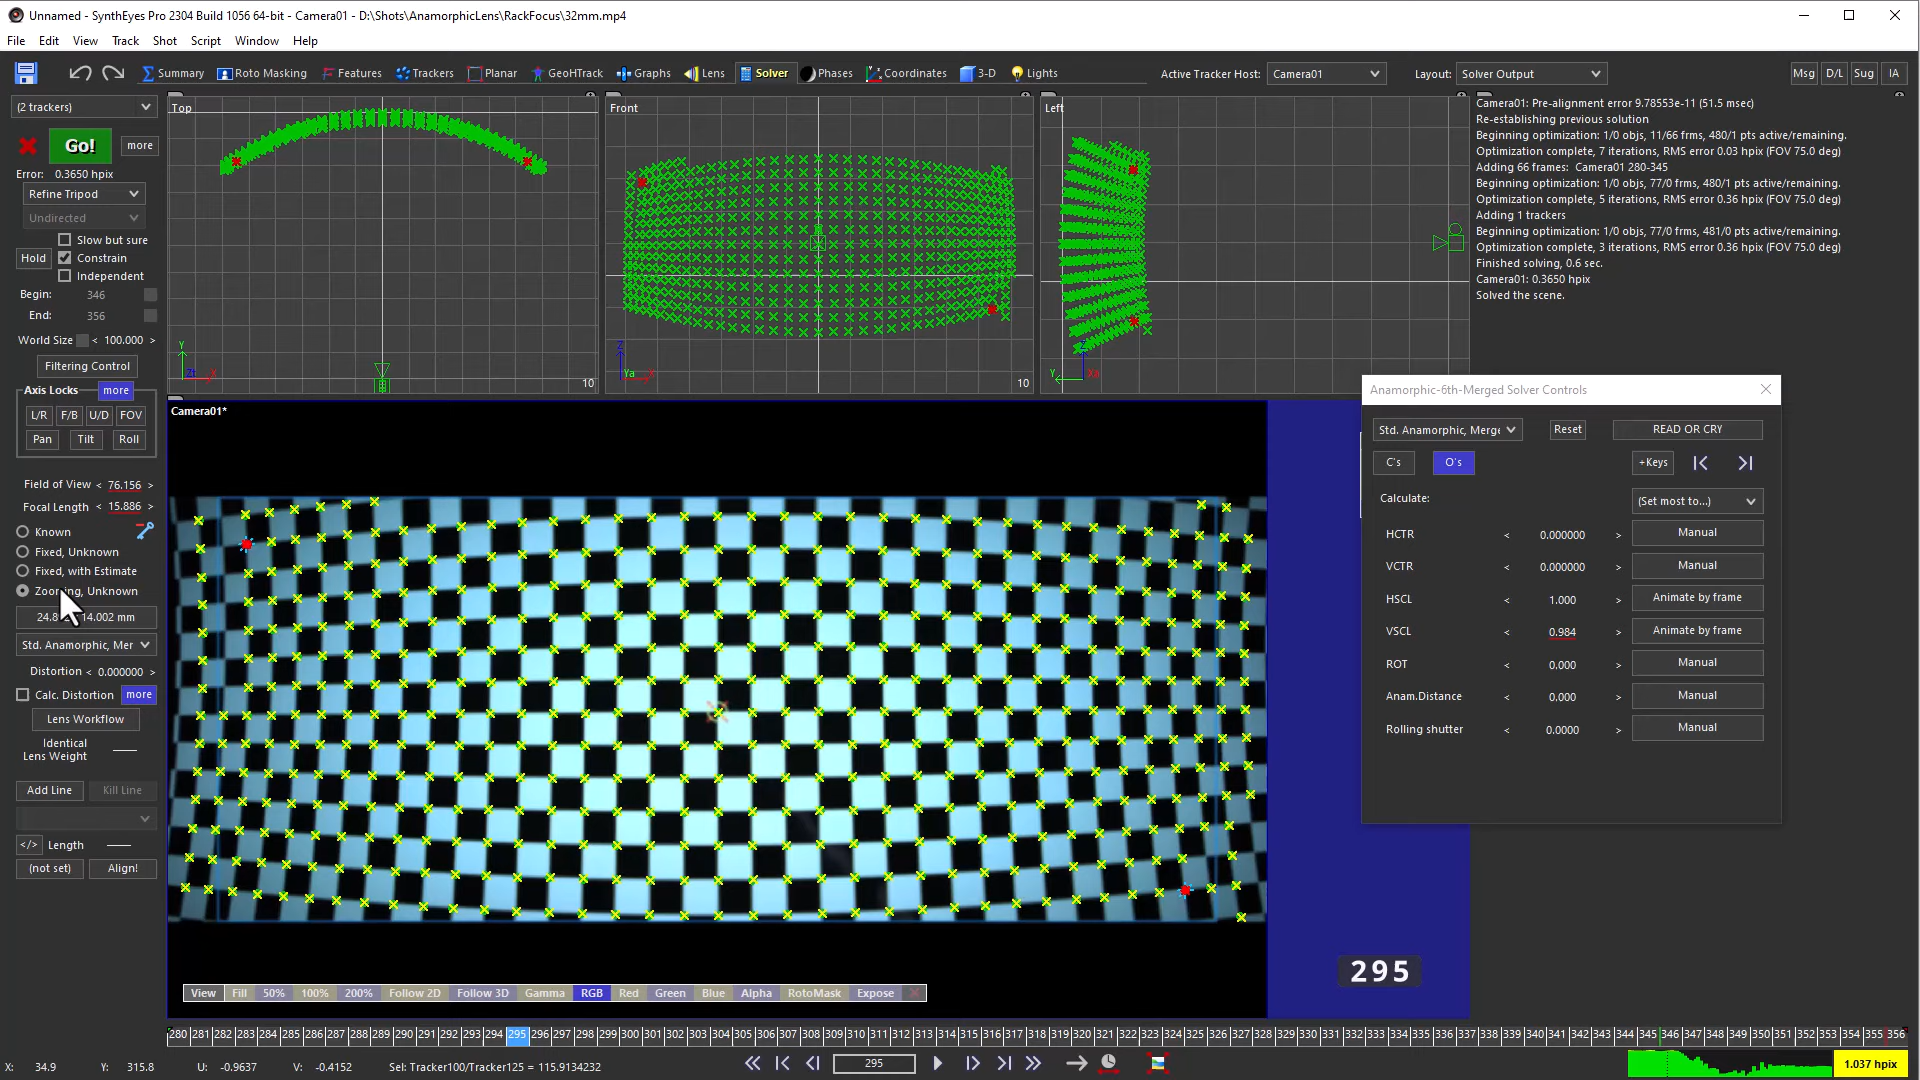 Unnamed - SynthEyes Pro 2304 Build 1056 64-bit - Camera01 - D:\Shots\AnamorphicLens\RackFocus\32mm.mp4
File Edit View Track Shot Script Window Help
Summary Roto Masking Features Trackers Planar GeoHTrack Graphs Lens Solver Phases Coordinates 3-D Lights Active Tracker Host: Camera01 Layout: Solver Output Msg D/L Sug IA
(2 trackers)
Go! more
Error: 0.3650 hpix
Refine Tripod
Undirected
Slow but sure
Hold Constrain
Independent
Begin: 346
End: 356
World Size < 100.000 >
Filtering Control
Axis Locks more
L/R F/B U/D FOV
Pan Tilt Roll
Field of View < 76.156 >
Focal Length < 15.886 >
Known
Fixed, Unknown
Fixed, with Estimate
Zooming, Unknown
14.002 mm
Std. Anamorphic, Mer
Distortion < 0.000000 >
Calc. Distortion more
Lens Workflow
Identical
Lens Weight
Add Line Kill Line
</> Length
(not set) Align!
Top
Y
X
10
Front
Z
Ya
X
10
Left
Z
Y
Camera01: Pre-alignment error 9.78553e-11 (51.5 msec)
Re-establishing previous solution
Beginning optimization: 1/0 objs, 11/66 frms, 480/1 pts active/remaining.
Optimization complete, 7 iterations, RMS error 0.03 hpix (FOV 75.0 deg)
Adding 66 frames:  Camera01 280-345
Beginning optimization: 1/0 objs, 77/0 frms, 480/1 pts active/remaining.
Optimization complete, 5 iterations, RMS error 0.36 hpix (FOV 75.0 deg)
Adding 1 trackers
Beginning optimization: 1/0 objs, 77/0 frms, 481/0 pts active/remaining.
Optimization complete, 3 iterations, RMS error 0.36 hpix (FOV 75.0 deg)
Finished solving, 0.6 sec.
Camera01: 0.3650 hpix
Solved the scene.
Camera01*
Anamorphic-6th-Merged Solver Controls
Std. Anamorphic, Merge Reset READ OR CRY
C's O's +Keys
Calculate: (Set most to...)
HCTR < 0.000000 > Manual
VCTR < 0.000000 > Manual
HSCL < 1.000 > Animate by frame
VSCL < 0.984 > Animate by frame
ROT < 0.000 > Manual
Anam.Distance < 0.000 > Manual
Rolling shutter < 0.0000 > Manual
295
View Fill 50% 100% 200% Follow 2D Follow 3D Gamma RGB Red Green Blue Alpha RotoMask Expose
280 281 282 283 284 285 286 287 288 289 290 291 292 293 294 295 296 297 298 299 300 301 302 303 304 305 306 307 308 309 310 311 312 313 314 315 316 317 318 319 320 321 322 323 324 325 326 327 328 329 330 331 332 333 334 335 336 337 338 339 340 341 342 343 344 345 346 347 348 349 350 351 352 353 354 355 356
X: 34.9 Y: 315.8 U: -0.9637 V: -0.4152 Sel: Tracker100/Tracker125 = 115.9134232 295 1.037 hpix